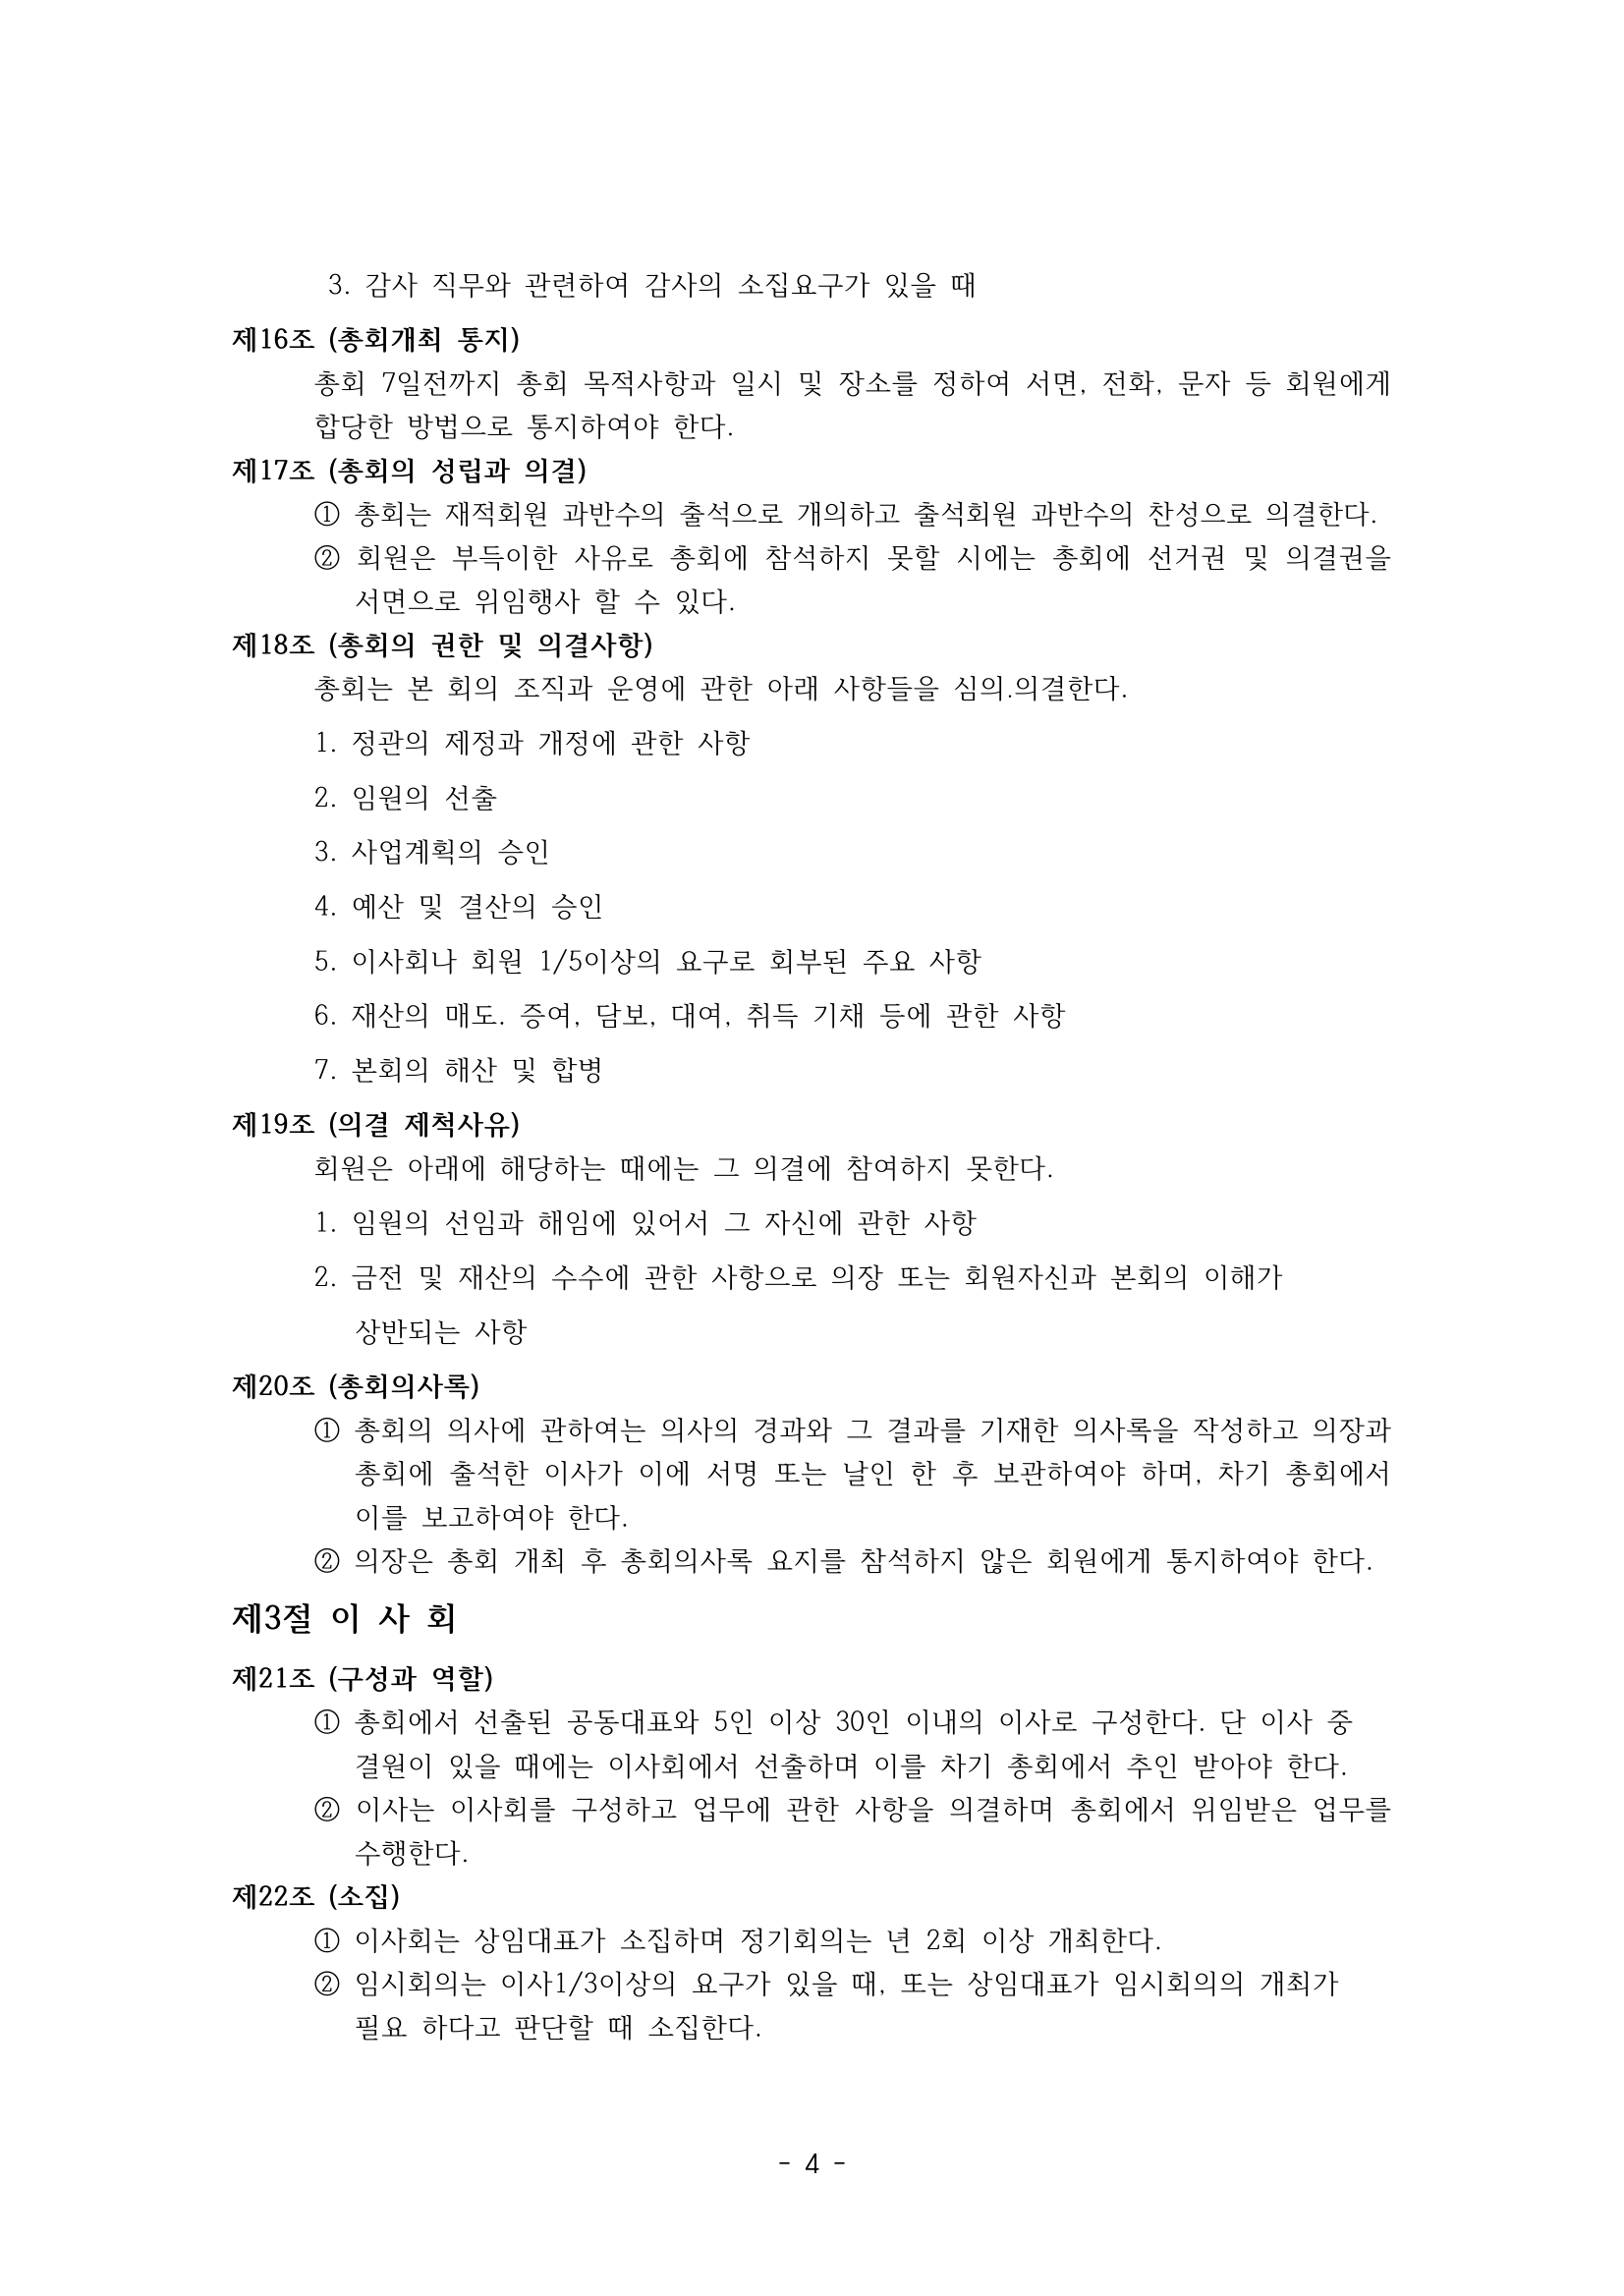 3. 감사 직무와 관련하여 감사의 소집요구가 있을 때
제16조 (총회개최 통지)
총회 7일전까지 총회 목적사항과 일시 및 장소를 정하여 서면, 전화, 문자 등 회원에게
합당한 방법으로 통지하여야 한다.
제17조 (총회의 성립과 의결)
① 총회는 재적회원 과반수의 출석으로 개의하고 출석회원 과반수의 찬성으로 의결한다.
② 회원은 부득이한 사유로 총회에 참석하지 못할 시에는 총회에 선거권 및 의결권을
서면으로 위임행사 할 수 있다.
제18조 (총회의 권한 및 의결사항)
총회는 본 회의 조직과 운영에 관한 아래 사항들을 심의.의결한다.
1. 정관의 제정과 개정에 관한 사항
2. 임원의 선출
3. 사업계획의 승인
4. 예산 및 결산의 승인
5. 이사회나 회원 1/5이상의 요구로 회부된 주요 사항
6. 재산의 매도. 증여, 담보, 대여, 취득 기채 등에 관한 사항
7. 본회의 해산 및 합병
제19조 (의결 제척사유)
회원은 아래에 해당하는 때에는 그 의결에 참여하지 못한다.
1. 임원의 선임과 해임에 있어서 그 자신에 관한 사항
2. 금전 및 재산의 수수에 관한 사항으로 의장 또는 회원자신과 본회의 이해가
상반되는 사항
제20조 (총회의사록)
① 총회의 의사에 관하여는 의사의 경과와 그 결과를 기재한 의사록을 작성하고 의장과
총회에 출석한 이사가 이에 서명 또는 날인 한 후 보관하여야 하며, 차기 총회에서
이를 보고하여야 한다.
② 의장은 총회 개최 후 총회의사록 요지를 참석하지 않은 회원에게 통지하여야 한다.
제3절 이 사 회
제21조 (구성과 역할)
① 총회에서 선출된 공동대표와 5인 이상 30인 이내의 이사로 구성한다. 단 이사 중
결원이 있을 때에는 이사회에서 선출하며 이를 차기 총회에서 추인 받아야 한다.
② 이사는 이사회를 구성하고 업무에 관한 사항을 의결하며 총회에서 위임받은 업무를
수행한다.
제22조 (소집)
① 이사회는 상임대표가 소집하며 정기회의는 년 2회 이상 개최한다.
② 임시회의는 이사1/3이상의 요구가 있을 때, 또는 상임대표가 임시회의의 개최가
필요 하다고 판단할 때 소집한다.
- 4 -